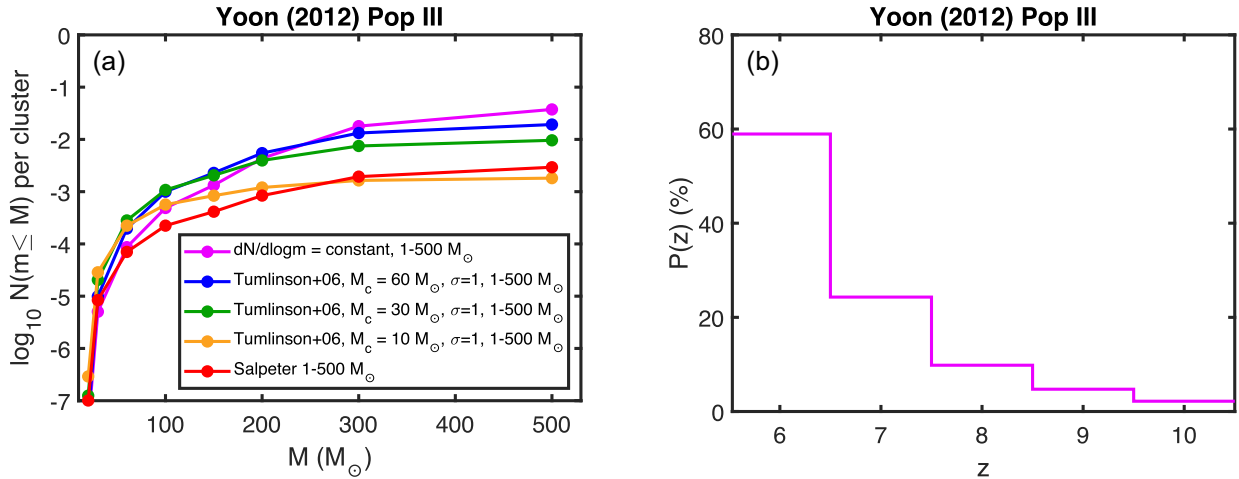 Yoon (2012) Pop III
(a)
log10 N(m≤ M) per cluster
0
-1
-2
-3
-4
-5
-6
-7
dN/dlogm = constant, 1-500 M⊙
Tumlinson+06, Mc = 60 M⊙, σ=1, 1-500 M⊙
Tumlinson+06, Mc = 30 M⊙, σ=1, 1-500 M⊙
Tumlinson+06, Mc = 10 M⊙, σ=1, 1-500 M⊙
Salpeter 1-500 M⊙
100 200 300 400 500
M (M⊙)
Yoon (2012) Pop III
(b)
P(z) (%)
80
60
40
20
0
6 7 8 9 10
z